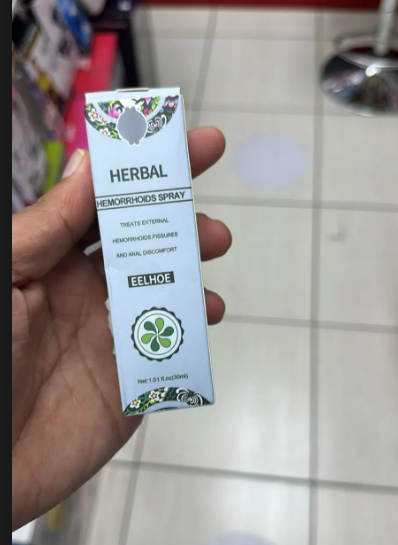 HERBAL
HEMORRHOIDS SPRAY
TREATS EXTERNAL
HEMORRHOIDS,FISSURES
AND ANAL DISCOMFORT
EELHOE
Net:1.01 fl.oz(30ml)